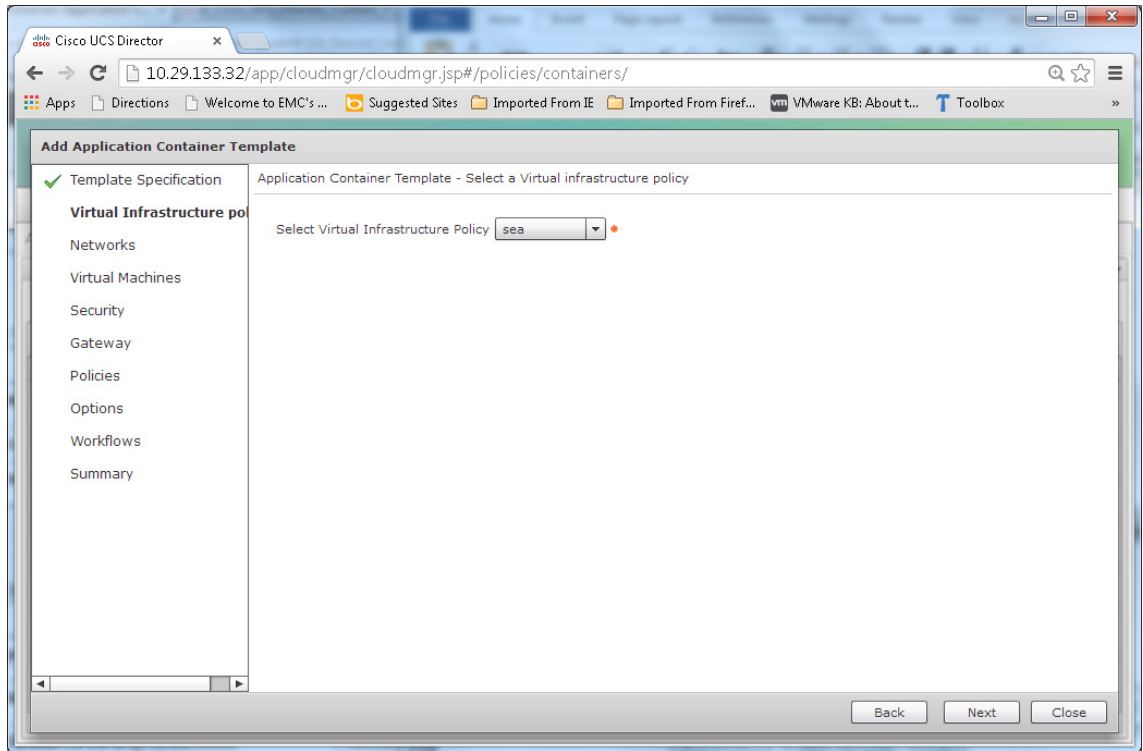 Cisco UCS Director
10.29.133.32/app/cloudmgr/cloudmgr.jsp#/policies/containers/
Apps Directions Welcome to EMC's ... Suggested Sites Imported From IE Imported From Firef... VMware KB: About t... Toolbox »
Add Application Container Template
Template Specification
Application Container Template - Select a Virtual infrastructure policy
Virtual Infrastructure pol
Select Virtual Infrastructure Policy sea
Networks
Virtual Machines
Security
Gateway
Policies
Options
Workflows
Summary
Back Next Close